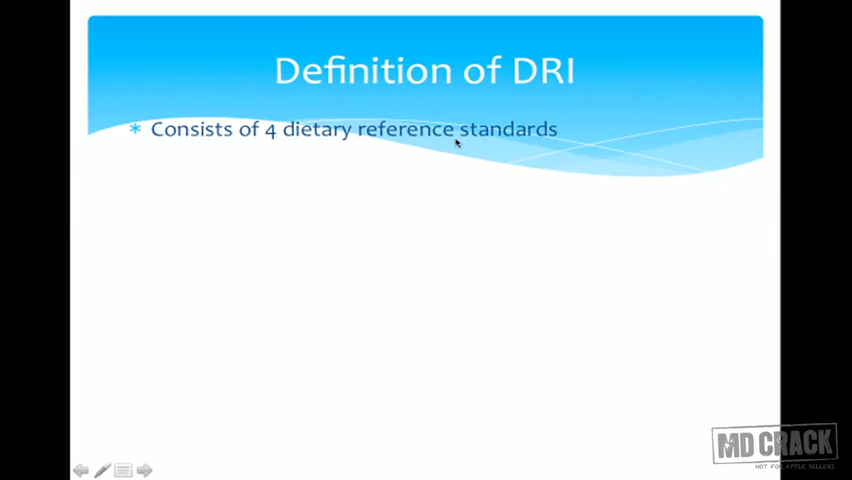 Definition of DRI
* Consists of 4 dietary reference standards
MD CRACK
NOT FOR APPLE SELLERS